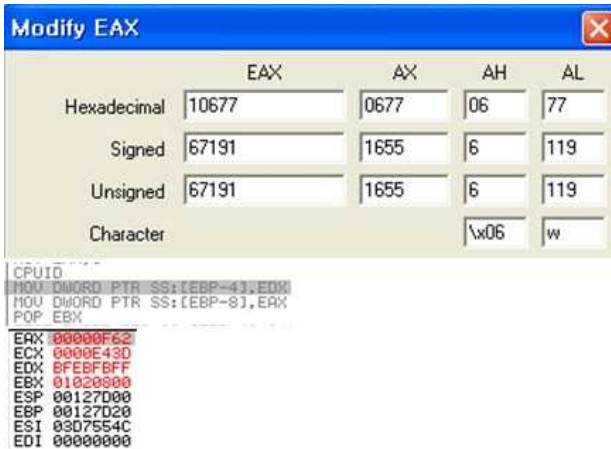 Modify EAX
EAX AX AH AL
Hexadecimal 10677 0677 06 77
Signed 67191 1655 6 119
Unsigned 67191 1655 6 119
Character \x06 w
CPUID
MOV DWORD PTR SS:[EBP-4],EDX
MOV DWORD PTR SS:[EBP-8],EAX
POP EBX
EAX 00000F62
ECX 0000E43D
EDX BFEBFBFF
EBX 01020800
ESP 00127D00
EBP 00127D20
ESI 03D7554C
EDI 00000000